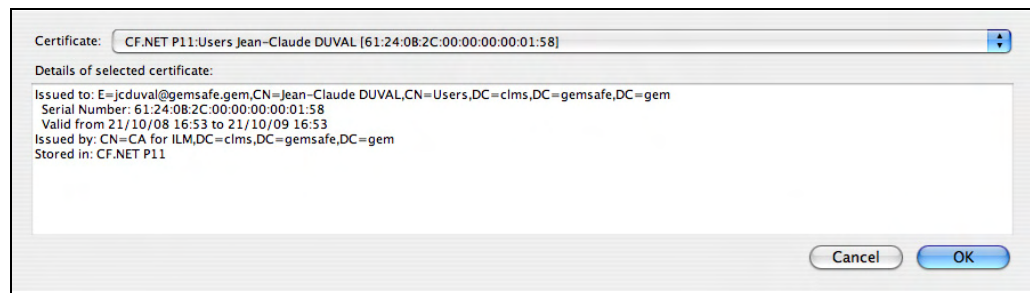 Certificate: CF.NET P11:Users Jean-Claude DUVAL [61:24:0B:2C:00:00:00:00:01:58]
Details of selected certificate:
Issued to: E=jcduval@gemsafe.gem,CN=Jean-Claude DUVAL,CN=Users,DC=clms,DC=gemsafe,DC=gem
Serial Number: 61:24:0B:2C:00:00:00:00:01:58
Valid from 21/10/08 16:53 to 21/10/09 16:53
Issued by: CN=CA for ILM,DC=clms,DC=gemsafe,DC=gem
Stored in: CF.NET P11
Cancel OK